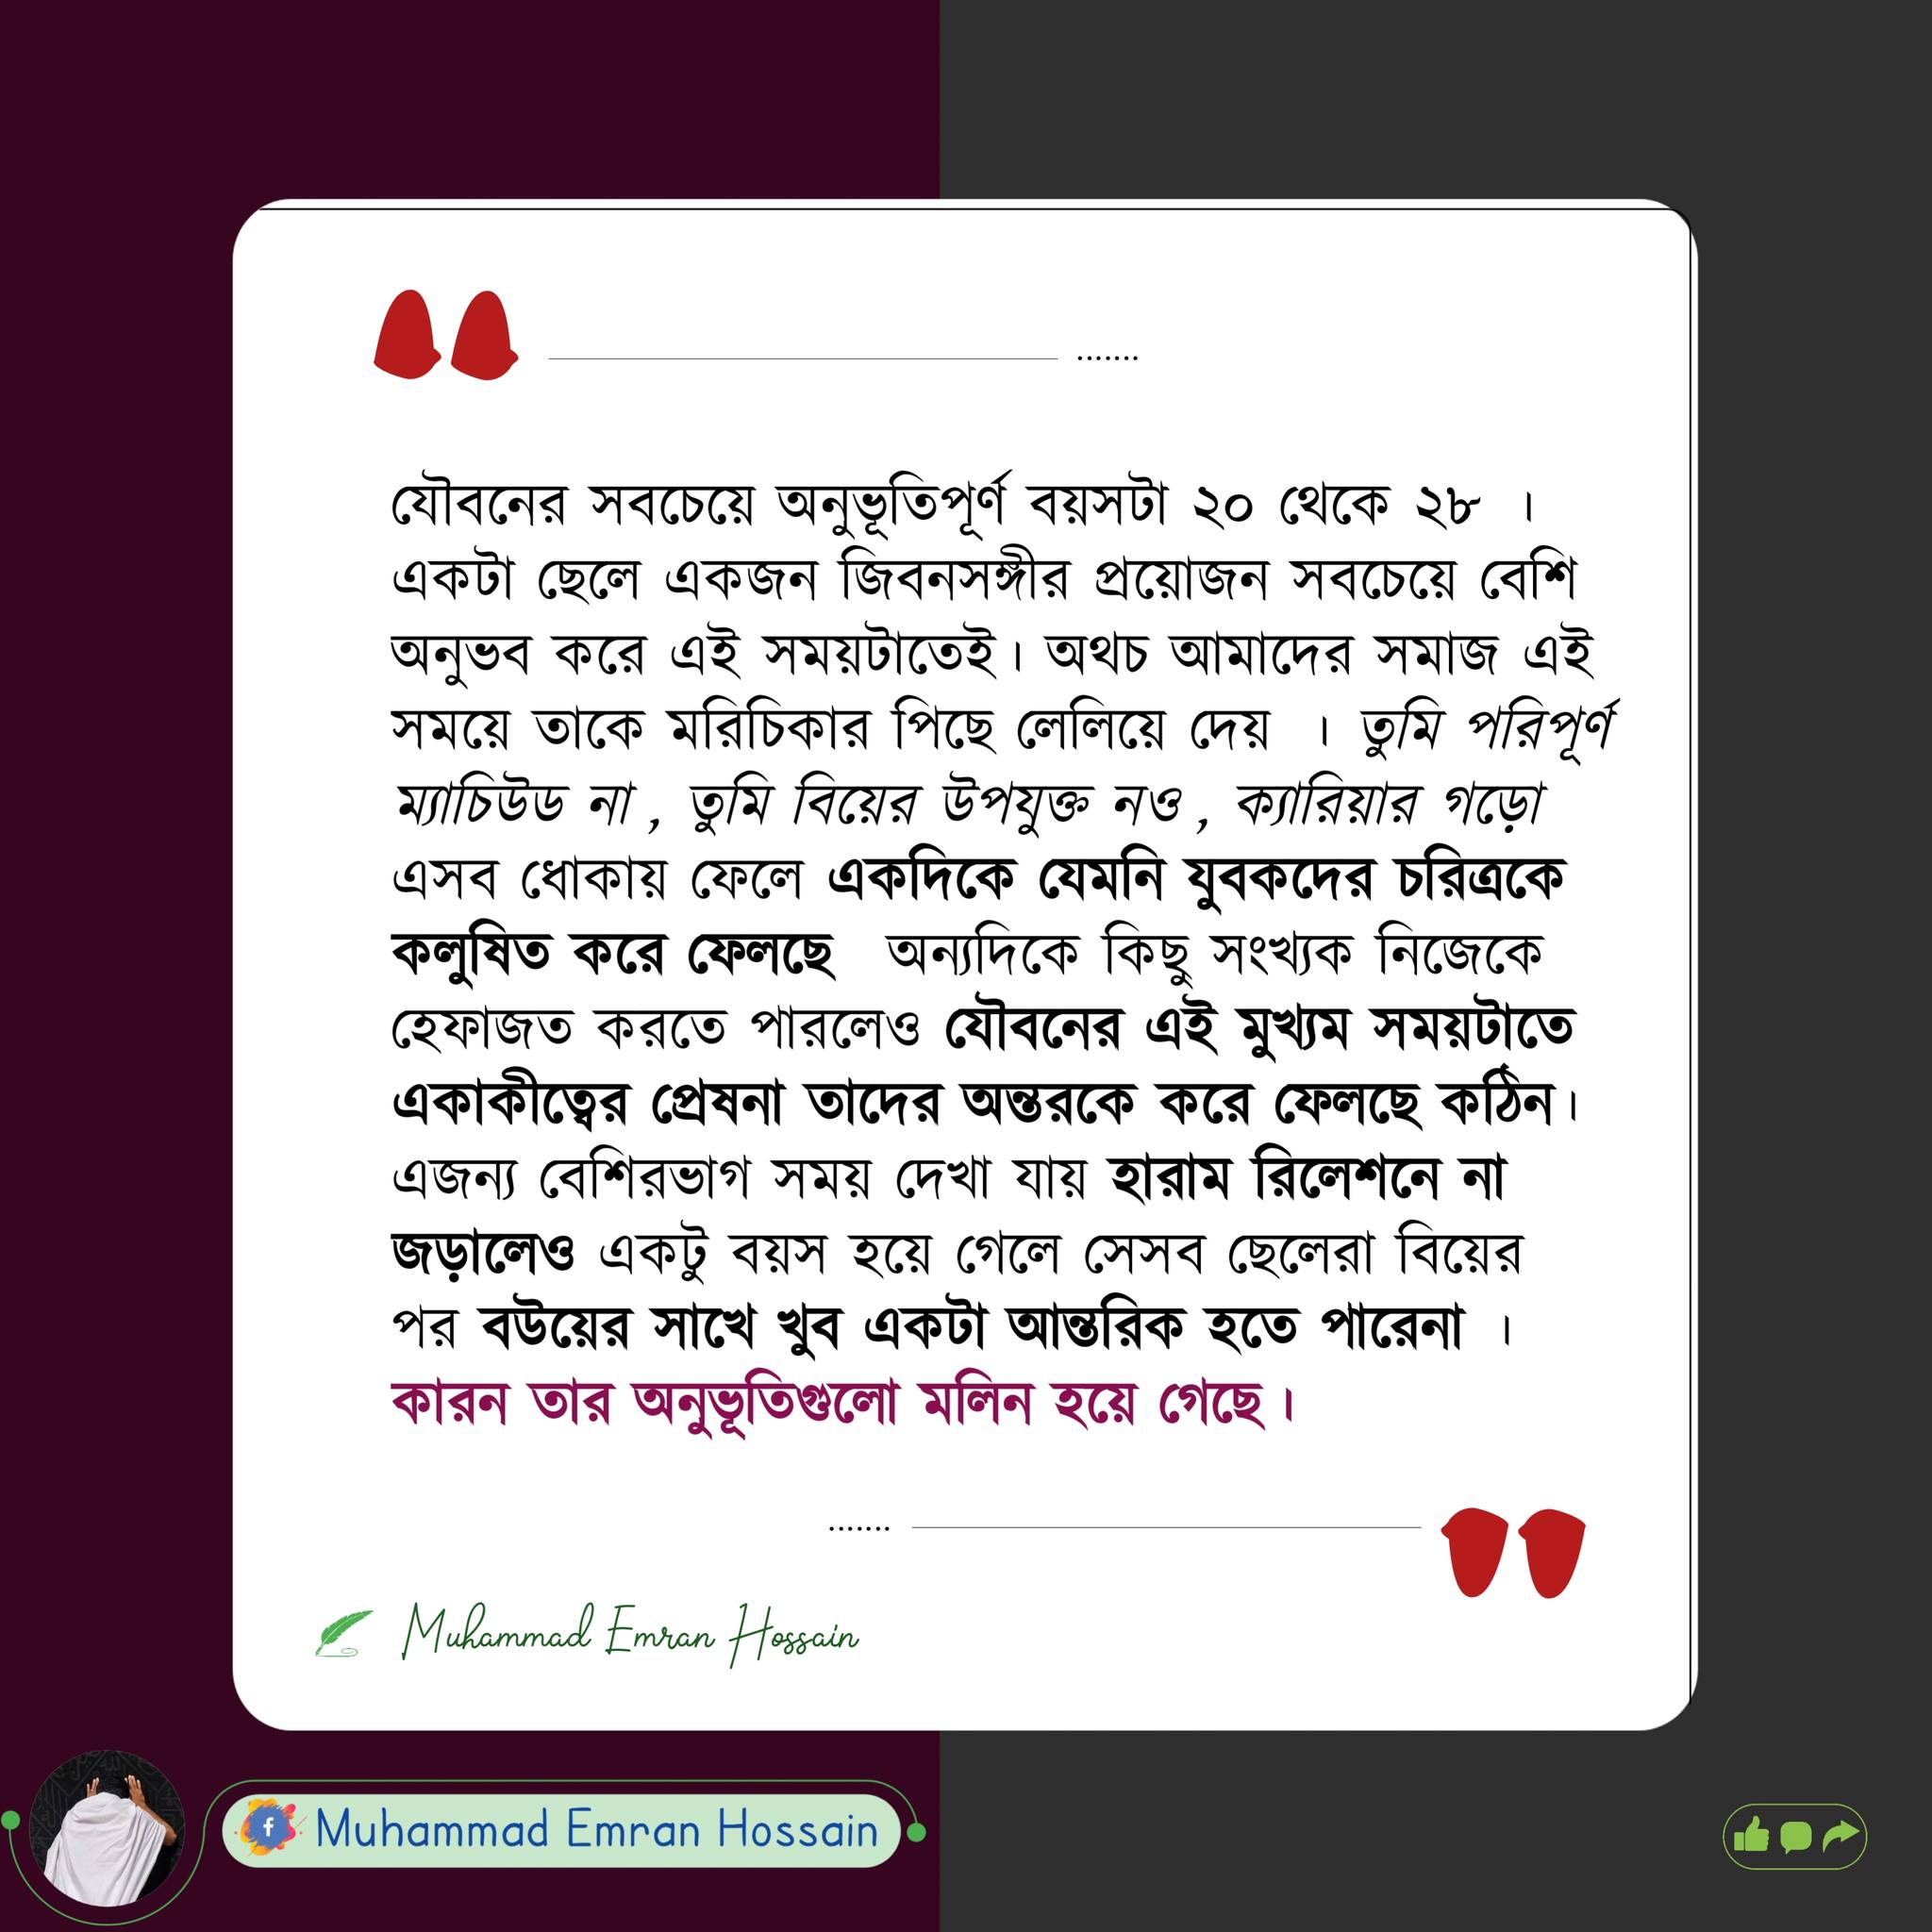 যৌবনের সবচেয়ে অনুভূতিপূর্ণ বয়সটা ২০ থেকে ২৮ ।
একটা ছেলে একজন জিবনসঙ্গীর প্রয়োজন সবচেয়ে বেশি
অনুভব করে এই সময়টাতেই। অথচ আমাদের সমাজ এই
সময়ে তাকে মরিচিকার পিছে লেলিয়ে দেয় । তুমি পরিপূর্ণ
ম্যাচিউড না , তুমি বিয়ের উপযুক্ত নও , ক্যারিয়ার গড়ো
এসব ধোকায় ফেলে একদিকে যেমনি যুবকদের চরিত্রকে
কলুষিত করে ফেলছে অন্যদিকে কিছু সংখ্যক নিজেকে
হেফাজত করতে পারলেও যৌবনের এই মুখ্যম সময়টাতে
একাকীত্বের প্রেষনা তাদের অন্তরকে করে ফেলছে কঠিন।
এজন্য বেশিরভাগ সময় দেখা যায় হারাম রিলেশনে না
জড়ালেও একটু বয়স হয়ে গেলে সেসব ছেলেরা বিয়ের
পর বউয়ের সাখে খুব একটা আন্তরিক হতে পারেনা ।
কারন তার অনুভূতিগুলো মলিন হয়ে গেছে।
Muhammad Emran Hossain
Muhammad Emran Hossain